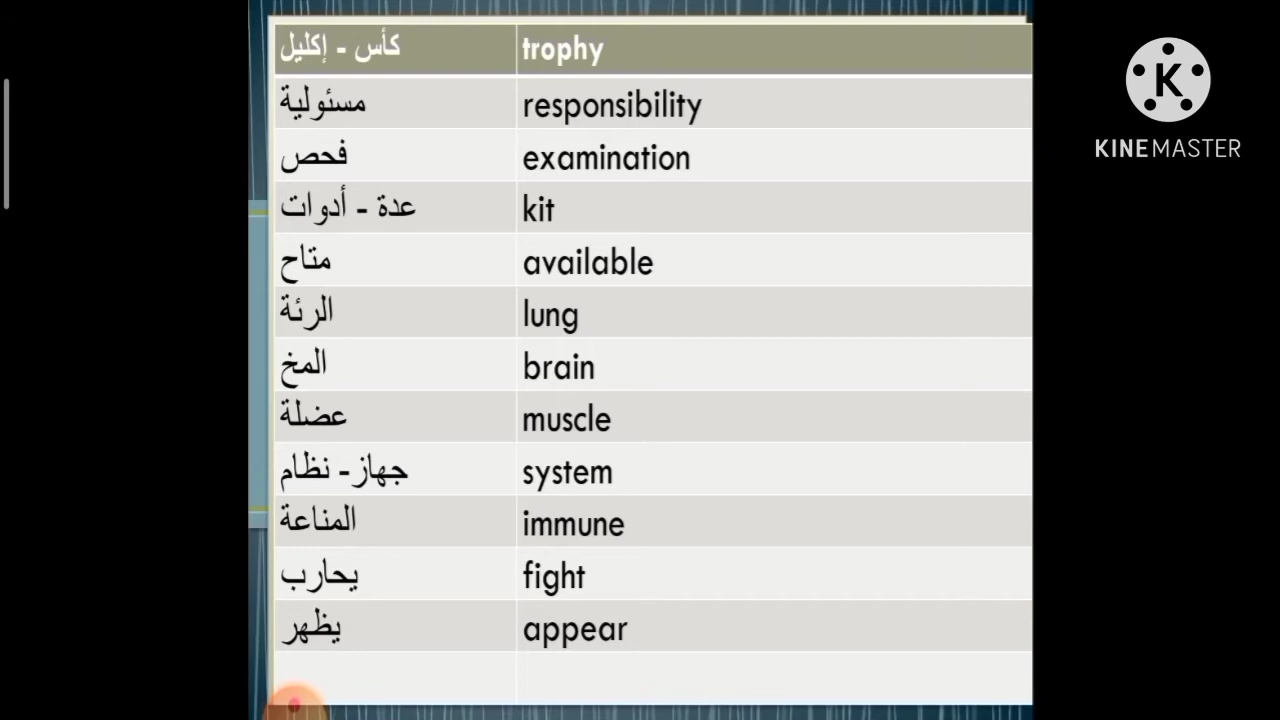 كأس - إكليل trophy
مسئولية responsibility
فحص examination
عدة - أدوات kit
متاح available
الرئة lung
المخ brain
عضلة muscle
جهاز- نظام system
المناعة immune
يحارب fight
يظهر appear
K
KINEMASTER